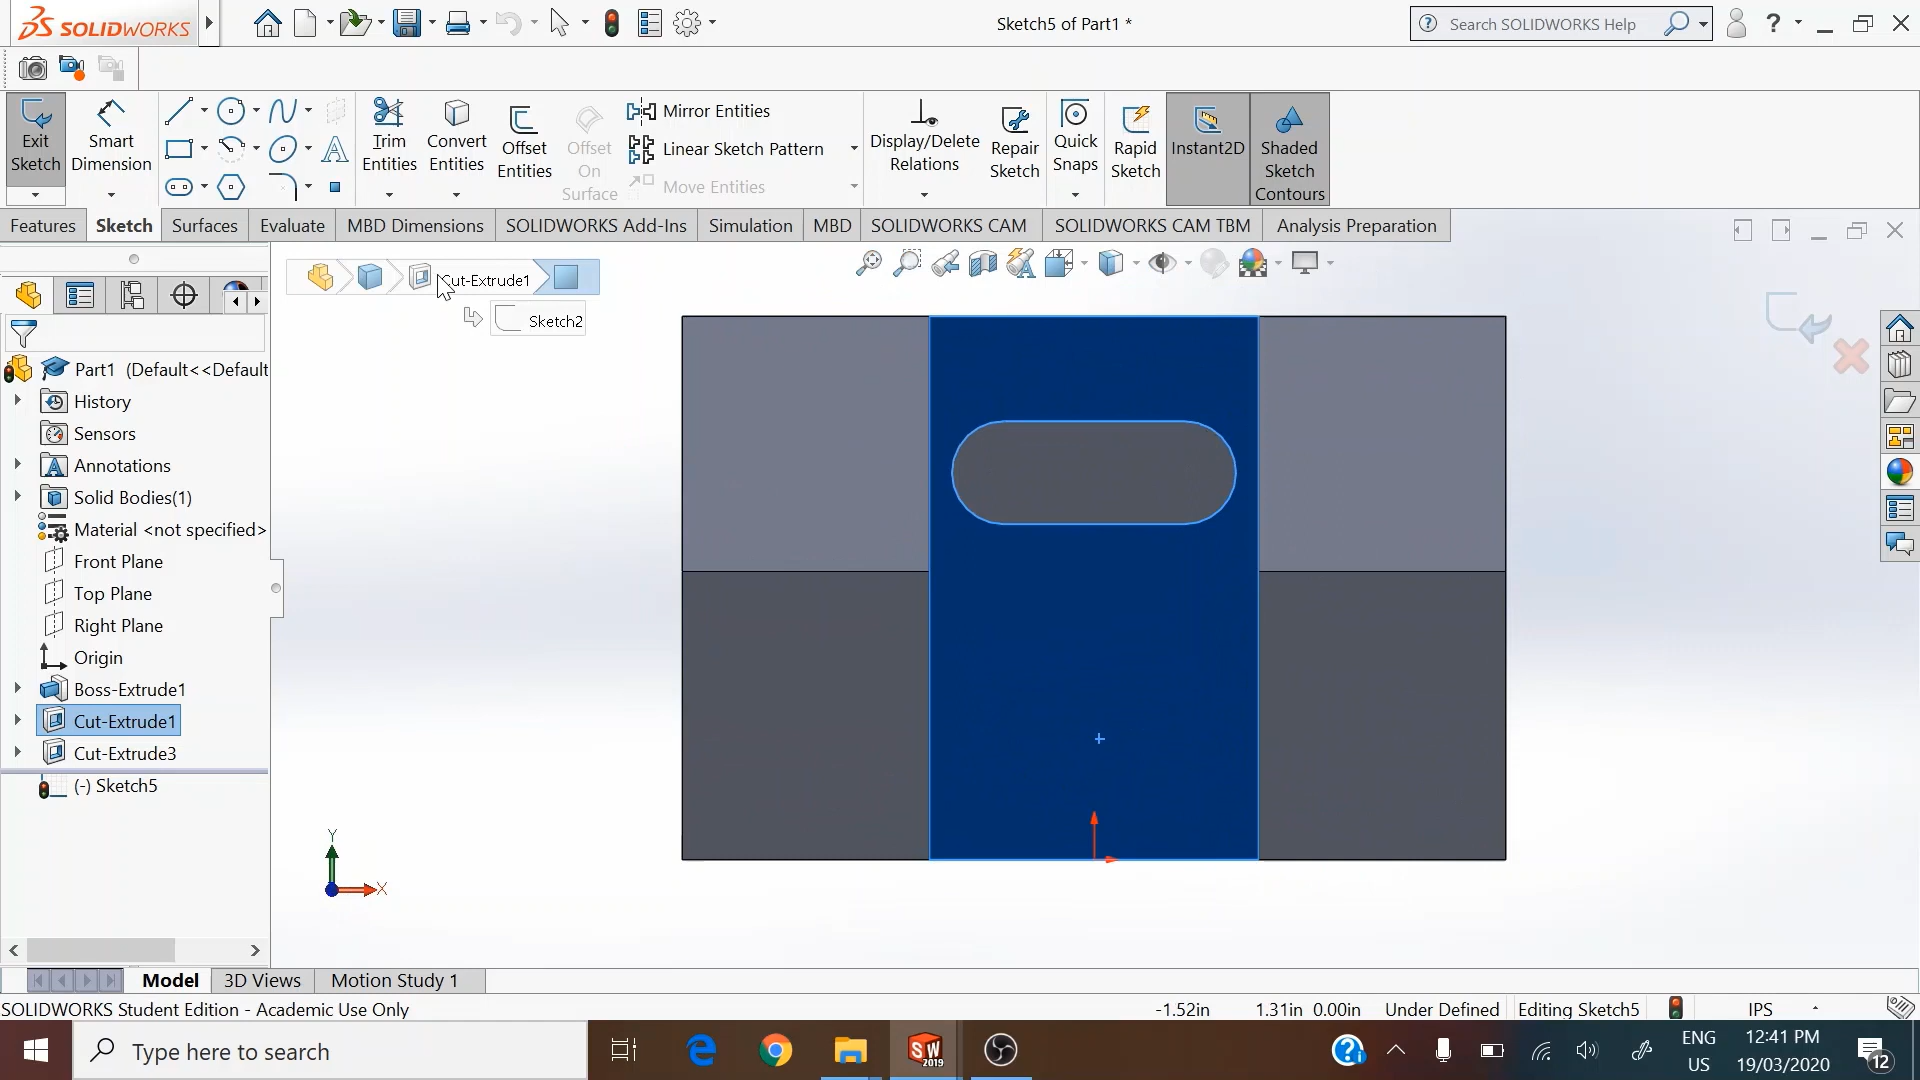 SOLIDWORKS
Sketch5 of Part1 *
Search SOLIDWORKS Help
?
Exit Sketch
Smart Dimension
Trim Entities
Convert Entities
Offset Entities
Offset On Surface
Mirror Entities
Linear Sketch Pattern
Move Entities
Display/Delete Relations
Repair Sketch
Quick Snaps
Rapid Sketch
Instant2D
Shaded Sketch Contours
Features
Sketch
Surfaces
Evaluate
MBD Dimensions
SOLIDWORKS Add-Ins
Simulation
MBD
SOLIDWORKS CAM
SOLIDWORKS CAM TBM
Analysis Preparation
Cut-Extrude1
Sketch2
Part1 (Default<<Default
History
Sensors
Annotations
Solid Bodies(1)
Material <not specified>
Front Plane
Top Plane
Right Plane
Origin
Boss-Extrude1
Cut-Extrude1
Cut-Extrude3
(-) Sketch5
Y
X
Model
3D Views
Motion Study 1
SOLIDWORKS Student Edition - Academic Use Only
-1.52in
1.31in
0.00in
Under Defined
Editing Sketch5
IPS
Type here to search
SW
2019
ENG
US
12:41 PM
19/03/2020
12